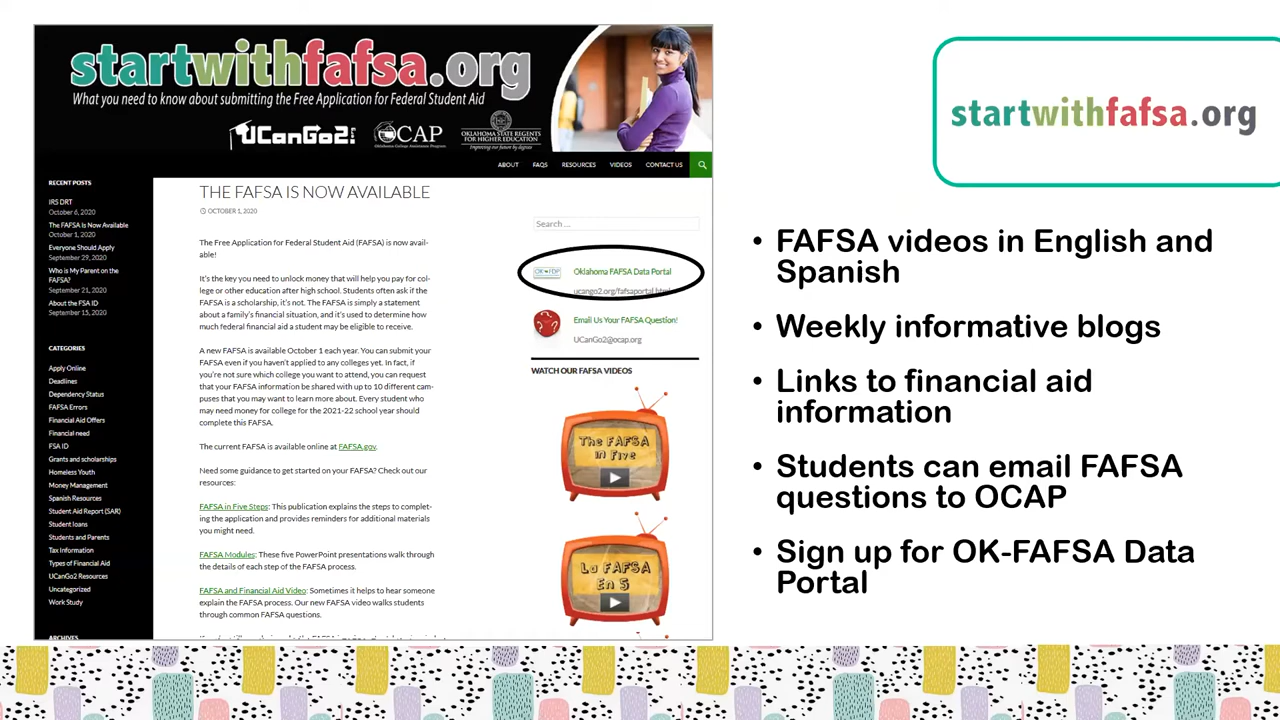 startwithfafsa.org
What you need to know about submitting the Free Application for Federal Student Aid
UCanGo2
OCAP
Oklahoma College Assistance Program
OKLAHOMA STATE REGENTS
FOR HIGHER EDUCATION
Improving our future by degrees
ABOUT FAQS RESOURCES VIDEOS CONTACT US
RECENT POSTS
IRS DRT
October 6, 2020
The FAFSA Is Now Available
October 1, 2020
Everyone Should Apply
September 29, 2020
Who is My Parent on the
FAFSA?
September 21, 2020
About the FSA ID
September 15, 2020
CATEGORIES
Apply Online
Deadlines
Dependency Status
FAFSA Errors
Financial Aid Offers
Financial need
FSA ID
Grants and scholarships
Homeless Youth
Money Management
Spanish Resources
Student Aid Report (SAR)
Student loans
Students and Parents
Tax Information
Types of Financial Aid
UCanGo2 Resources
Uncategorized
Work Study
ARCHIVES
THE FAFSA IS NOW AVAILABLE
OCTOBER 1, 2020
The Free Application for Federal Student Aid (FAFSA) is now avail-
able!
It's the key you need to unlock money that will help you pay for col-
lege or other education after high school. Students often ask if the
FAFSA is a scholarship, it's not. The FAFSA is simply a statement
about a family's financial situation, and it's used to determine how
much federal financial aid a student may be eligible to receive.
A new FAFSA is available October 1 each year. You can submit your
FAFSA even if you haven't applied to any colleges yet. In fact, if
you're not sure which college you want to attend, you can request
that your FAFSA information be shared with up to 10 different cam-
puses that you may want to learn more about. Every student who
may need money for college for the 2021-22 school year should
complete this FAFSA.
The current FAFSA is available online at FAFSA.gov.
Need some guidance to get started on your FAFSA? Check out our
resources:
FAFSA in Five Steps: This publication explains the steps to complet-
ing the application and provides reminders for additional materials
you might need.
FAFSA Modules: These five PowerPoint presentations walk through
the details of each step of the FAFSA process.
FAFSA and Financial Aid Video: Sometimes it helps to hear someone
explain the FAFSA process. Our new FAFSA video walks students
through common FAFSA questions.
Search ...
OK FDP
Oklahoma FAFSA Data Portal
ucango2.org/fafsaportal.html
Email Us Your FAFSA Question!
UCanGo2@ocap.org
WATCH OUR FAFSA VIDEOS
The FAFSA
in Five
La FAFSA
En 5
startwithfafsa.org
• FAFSA videos in English and
Spanish
• Weekly informative blogs
• Links to financial aid
information
• Students can email FAFSA
questions to OCAP
• Sign up for OK-FAFSA Data
Portal